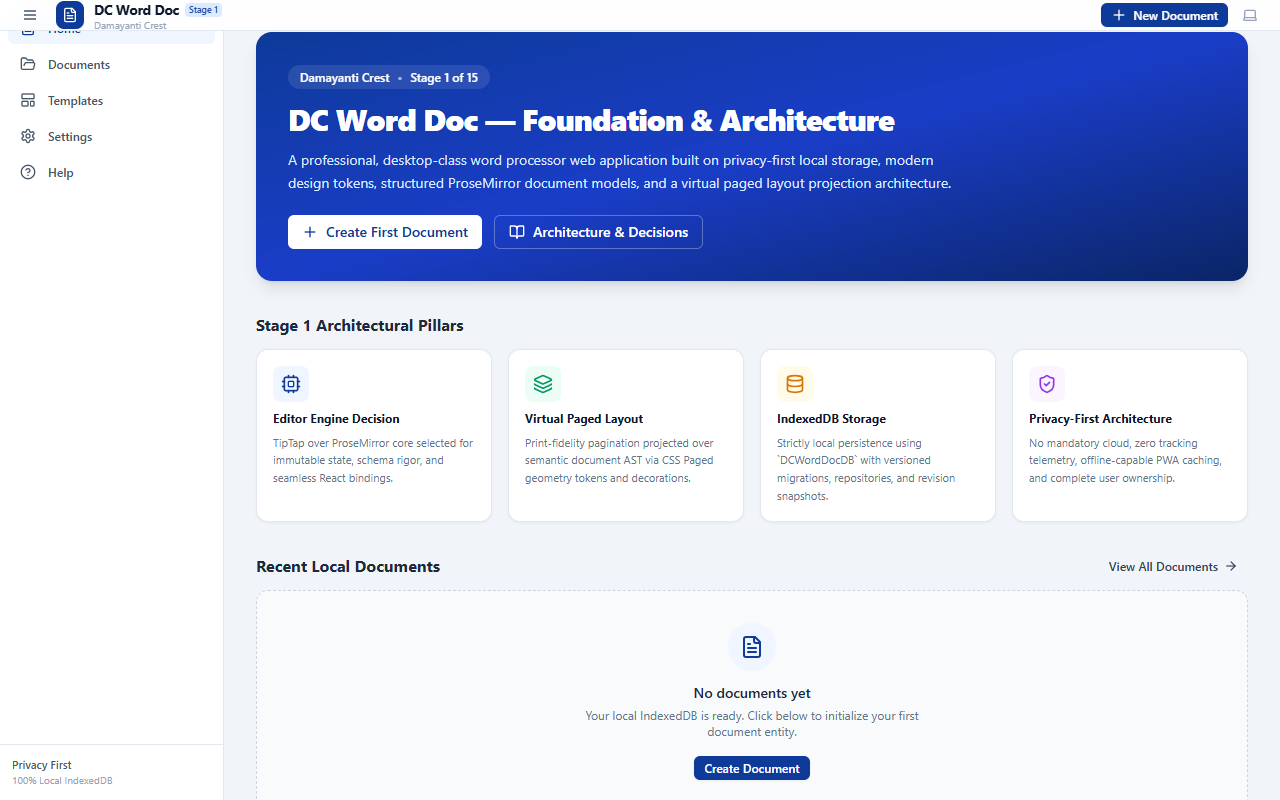 DC Word Doc
Stage 1
Damayanti Crest
New Document
Home
Documents
Templates
Settings
Help
Privacy First
100% Local IndexedDB
Damayanti Crest • Stage 1 of 15
DC Word Doc — Foundation & Architecture
A professional, desktop-class word processor web application built on privacy-first local storage, modern
design tokens, structured ProseMirror document models, and a virtual paged layout projection architecture.
Create First Document
Architecture & Decisions
Stage 1 Architectural Pillars
Editor Engine Decision
TipTap over ProseMirror core selected for
immutable state, schema rigor, and
seamless React bindings.
Virtual Paged Layout
Print-fidelity pagination projected over
semantic document AST via CSS Paged
geometry tokens and decorations.
IndexedDB Storage
Strictly local persistence using
`DCWordDocDB` with versioned
migrations, repositories, and revision
snapshots.
Privacy-First Architecture
No mandatory cloud, zero tracking
telemetry, offline-capable PWA caching,
and complete user ownership.
Recent Local Documents
View All Documents
No documents yet
Your local IndexedDB is ready. Click below to initialize your first
document entity.
Create Document